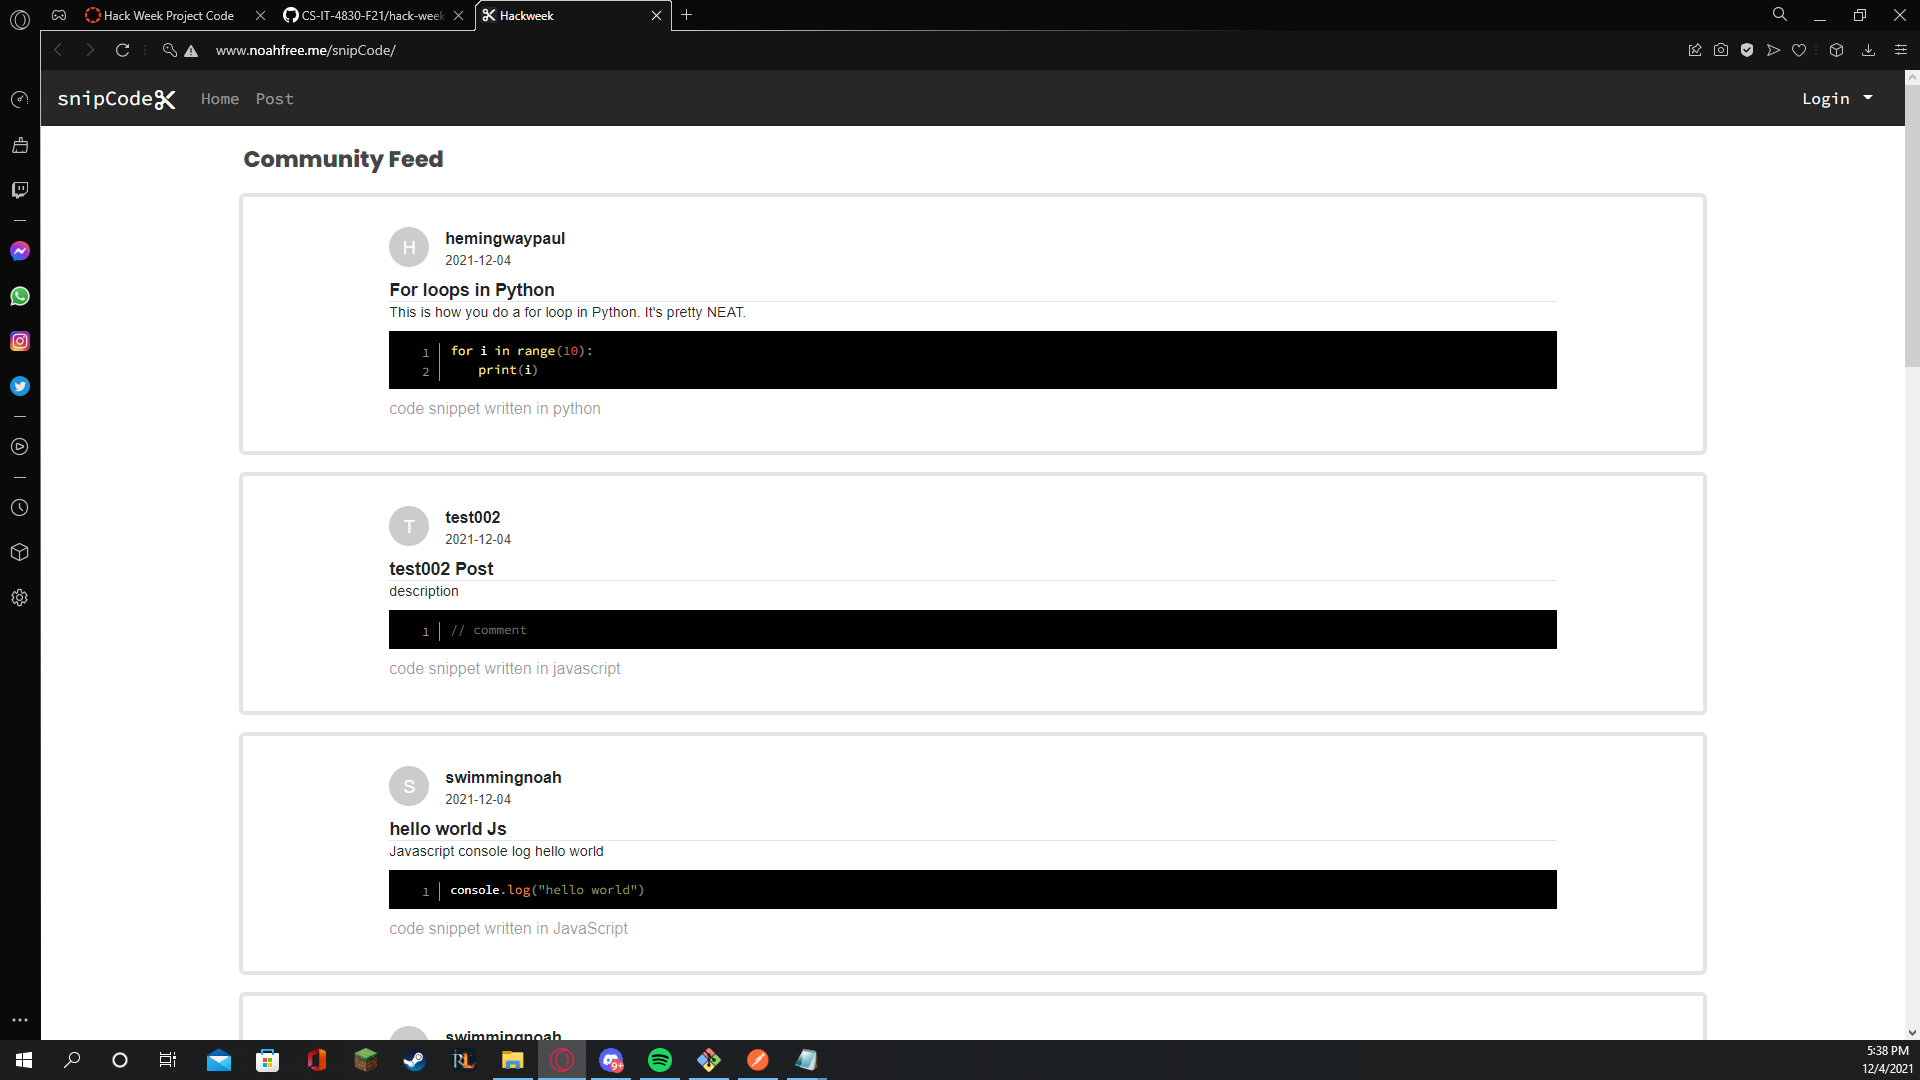 Hack Week Project Code
CS-IT-4830-F21/hack-week
Hackweek
www.noahfree.me/snipCode/
snipCode
Home
Post
Login
Community Feed
H
hemingwaypaul
2021-12-04
For loops in Python
This is how you do a for loop in Python. It's pretty NEAT.
1 for i in range(10):
2 print(i)
code snippet written in python
T
test002
2021-12-04
test002 Post
description
1 // comment
code snippet written in javascript
S
swimmingnoah
2021-12-04
hello world Js
Javascript console log hello world
1 console.log("hello world")
code snippet written in JavaScript
swimmingnoah
RL
9+
5:38 PM
12/4/2021